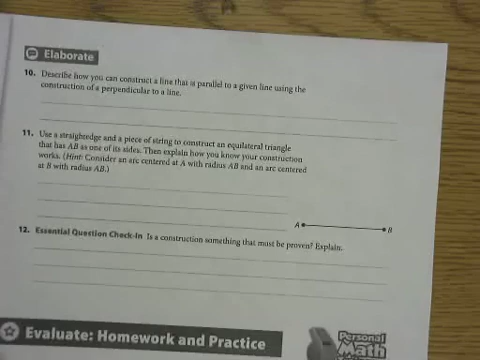 Elaborate
10. Describe how you can construct a line that is parallel to a given line using the
construction of a perpendicular to a line.
11. Use a straightedge and a piece of string to construct an equilateral triangle
that has AB as one of its sides. Then explain how you know your construction
works. (Hint: Consider an arc centered at A with radius AB and an arc centered
at B with radius AB.)
A B
12. Essential Question Check-In Is a construction something that must be proven? Explain.
Evaluate: Homework and Practice
Personal
Math